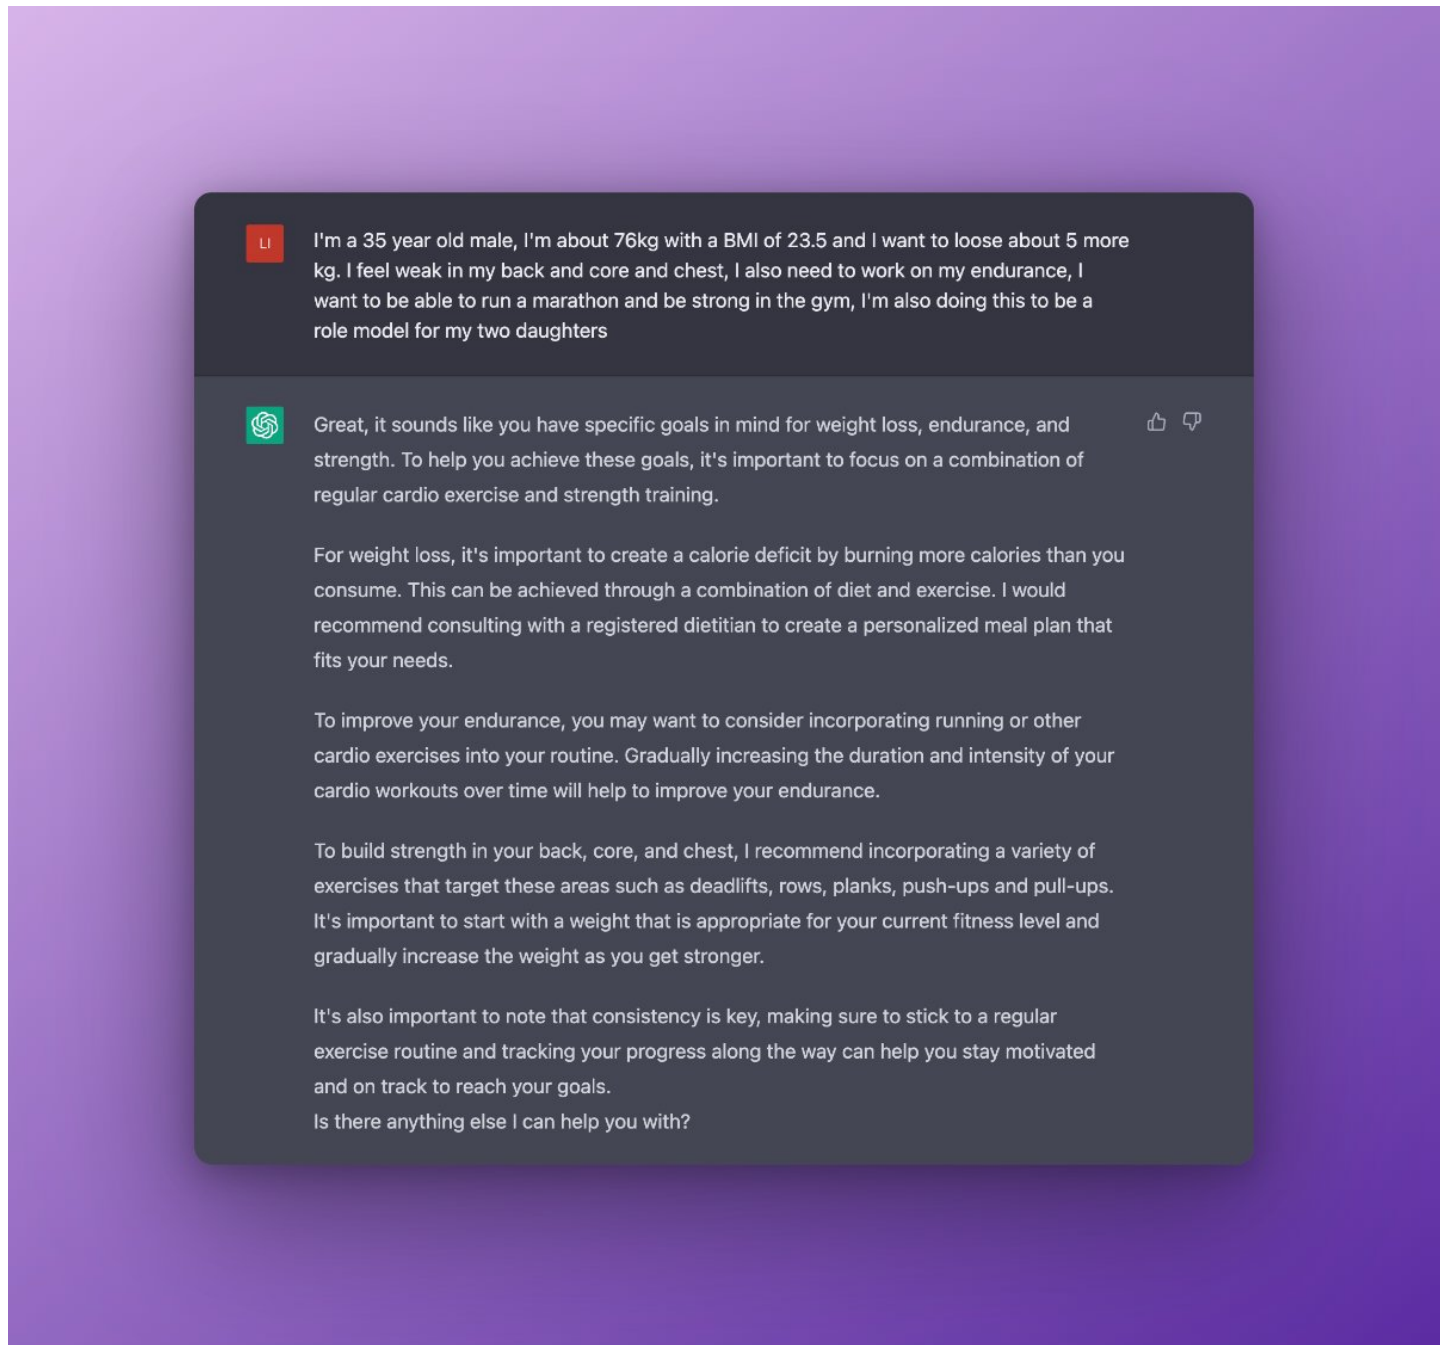 LI
I'm a 35 year old male, I'm about 76kg with a BMI of 23.5 and I want to loose about 5 more
kg. I feel weak in my back and core and chest, I also need to work on my endurance, I
want to be able to run a marathon and be strong in the gym, I'm also doing this to be a
role model for my two daughters
Great, it sounds like you have specific goals in mind for weight loss, endurance, and
strength. To help you achieve these goals, it's important to focus on a combination of
regular cardio exercise and strength training.
For weight loss, it's important to create a calorie deficit by burning more calories than you
consume. This can be achieved through a combination of diet and exercise. I would
recommend consulting with a registered dietitian to create a personalized meal plan that
fits your needs.
To improve your endurance, you may want to consider incorporating running or other
cardio exercises into your routine. Gradually increasing the duration and intensity of your
cardio workouts over time will help to improve your endurance.
To build strength in your back, core, and chest, I recommend incorporating a variety of
exercises that target these areas such as deadlifts, rows, planks, push-ups and pull-ups.
It's important to start with a weight that is appropriate for your current fitness level and
gradually increase the weight as you get stronger.
It's also important to note that consistency is key, making sure to stick to a regular
exercise routine and tracking your progress along the way can help you stay motivated
and on track to reach your goals.
Is there anything else I can help you with?